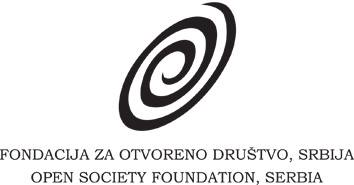 FONDACIJA ZA OTVORENO DRUŠTVO, SRBIJA
OPEN SOCIETY FOUNDATION, SERBIA